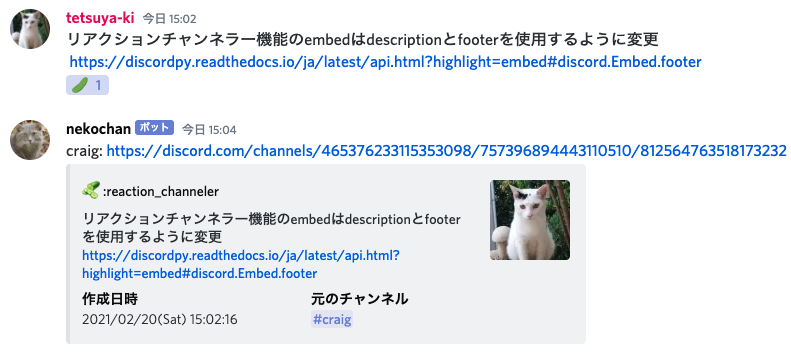 tetsuya-ki 今日 15:02
リアクションチャンネラー機能のembedはdescriptionとfooterを使用するように変更
https://discordpy.readthedocs.io/ja/latest/api.html?highlight=embed#discord.Embed.footer
1
nekochan ボット 今日 15:04
craig: https://discord.com/channels/465376233115353098/757396894443110510/812564763518173232
:reaction_channeler
リアクションチャンネラー機能のembedはdescriptionとfooter
を使用するように変更
https://discordpy.readthedocs.io/ja/latest/api.html?
highlight=embed#discord.Embed.footer
作成日時 元のチャンネル
2021/02/20(Sat) 15:02:16 #craig